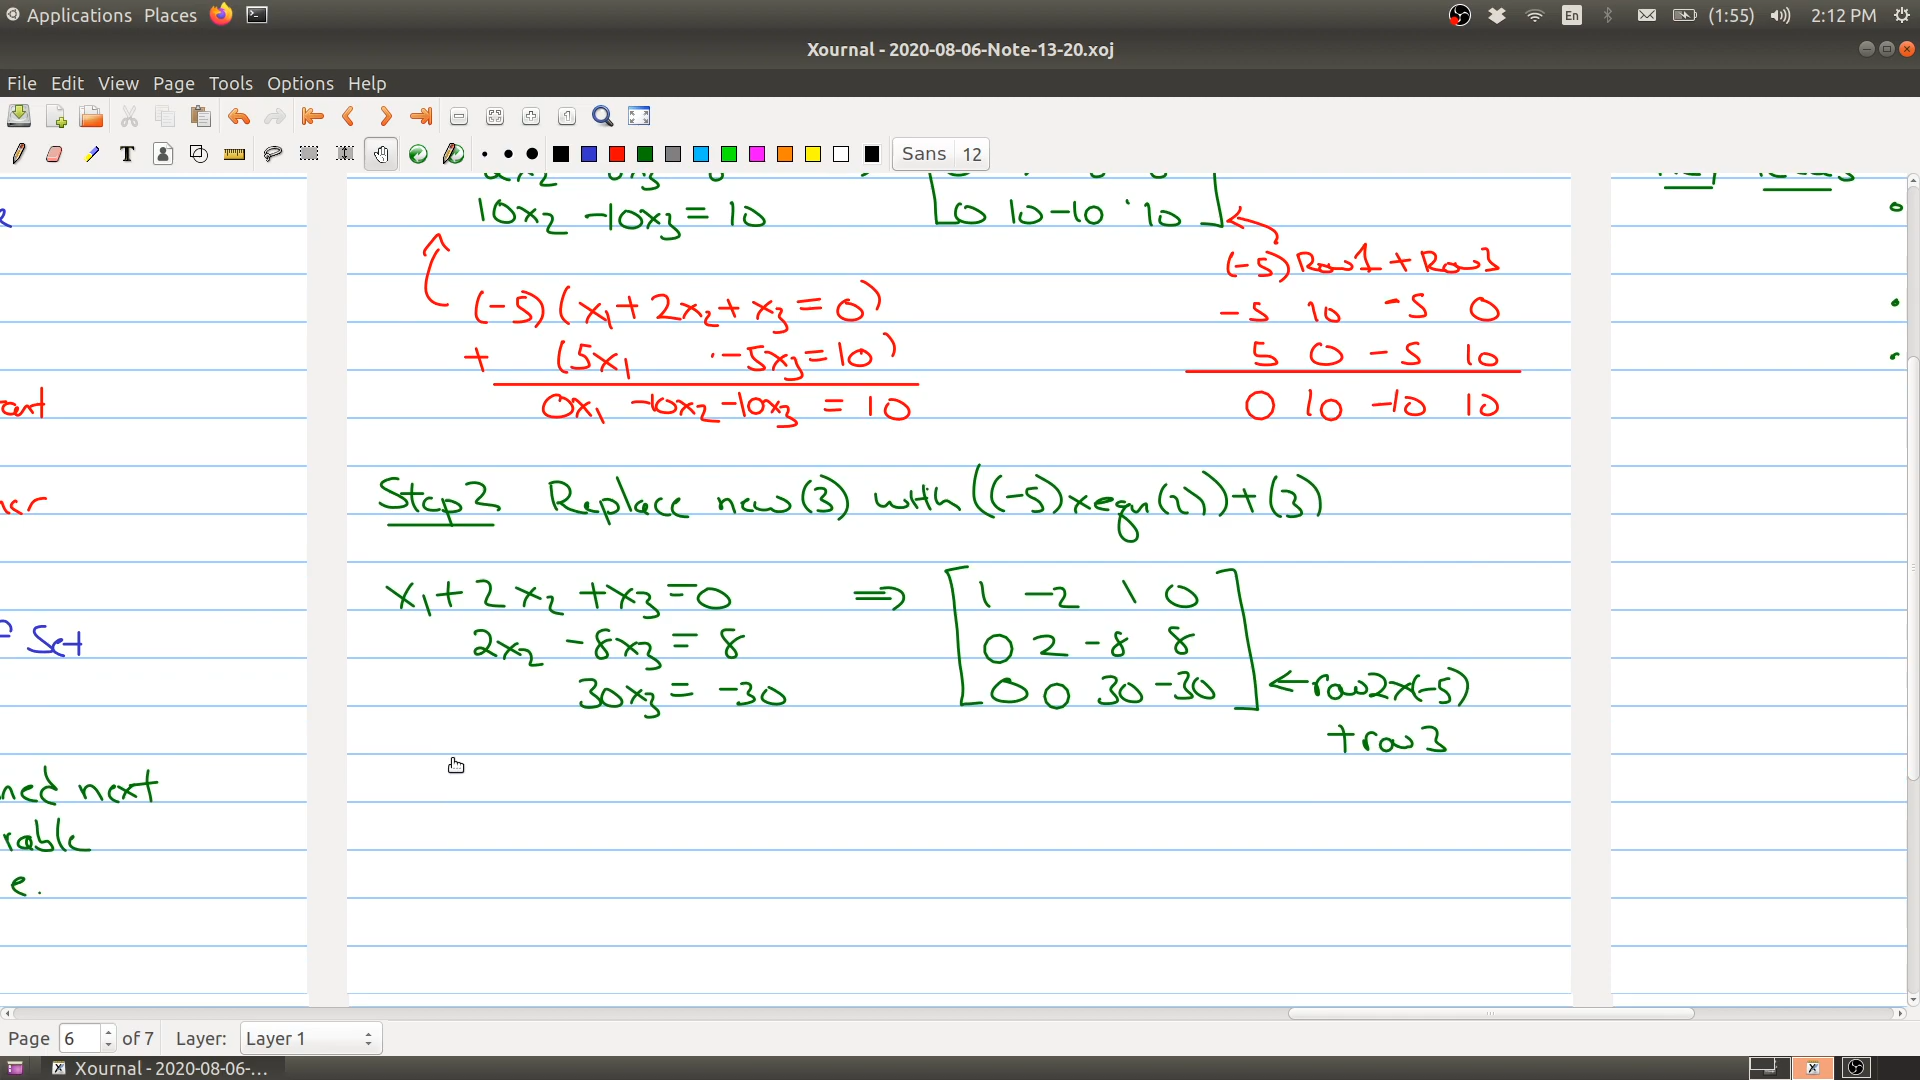 Applications Places En (1:55) 2:12 PM
Xournal - 2020-08-06-Note-13-20.xoj
File Edit View Page Tools Options Help
T Sans 12
10x₂ -10x₃ = 10
0 10 -10 10
(-5) Row1 + Row3
(-5) (x₁ + 2x₂ + x₃ = 0)
-5 10 -5 0
+ (5x₁ -5x₃ = 10)
5 0 -5 10
0x₁ -10x₂ -10x₃ = 10
0 10 -10 10
Step2 Replace new (3) with ((-5)xeqn(2)) + (3)
x₁ + 2x₂ + x₃ = 0 ⟹ [1 -2 1 0
2x₂ -8x₃ = 8
0 2 -8 8
30x₃ = -30
0 0 30 -30] ← row2x(-5)
+ row3
Set
next
e.
Page 6 of 7 Layer: Layer 1
Xournal - 2020-08-06-...